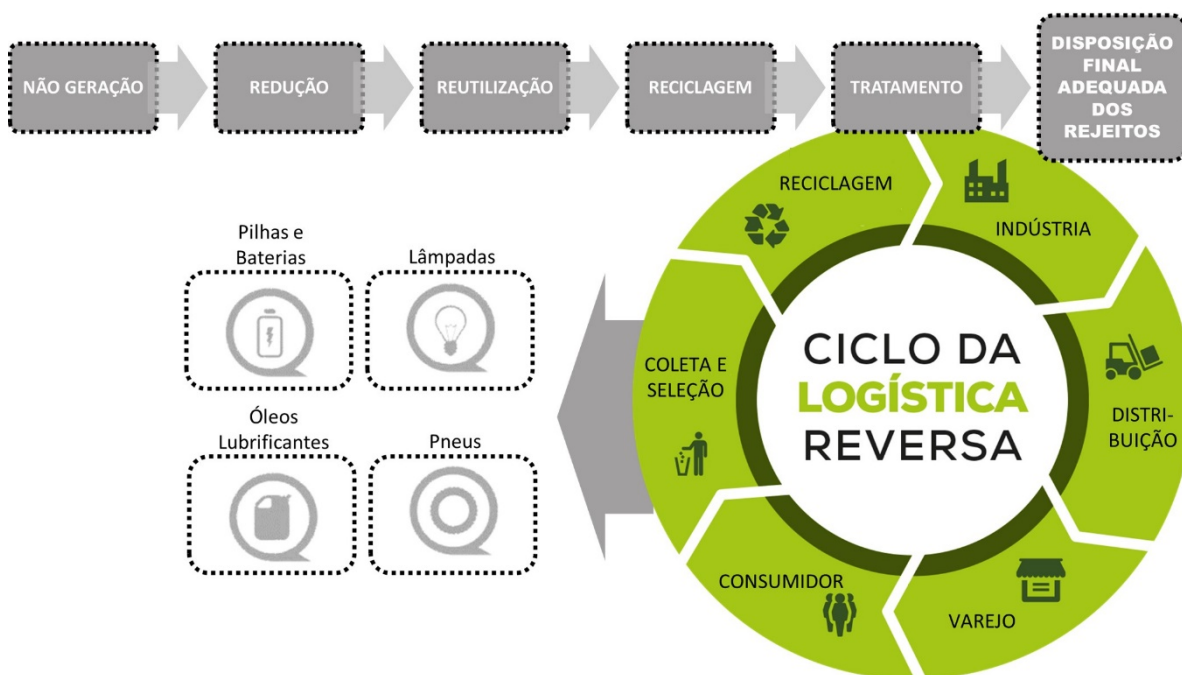 NÃO GERAÇÃO
REDUÇÃO
REUTILIZAÇÃO
RECICLAGEM
TRATAMENTO
DISPOSIÇÃO
FINAL
ADEQUADA
DOS
REJEITOS
RECICLAGEM
INDÚSTRIA
Pilhas e
Baterias
Lâmpadas
CICLO DA
LOGÍSTICA
REVERSA
COLETA E
SELEÇÃO
DISTRI-
BUIÇÃO
Óleos
Lubrificantes
Pneus
CONSUMIDOR
VAREJO